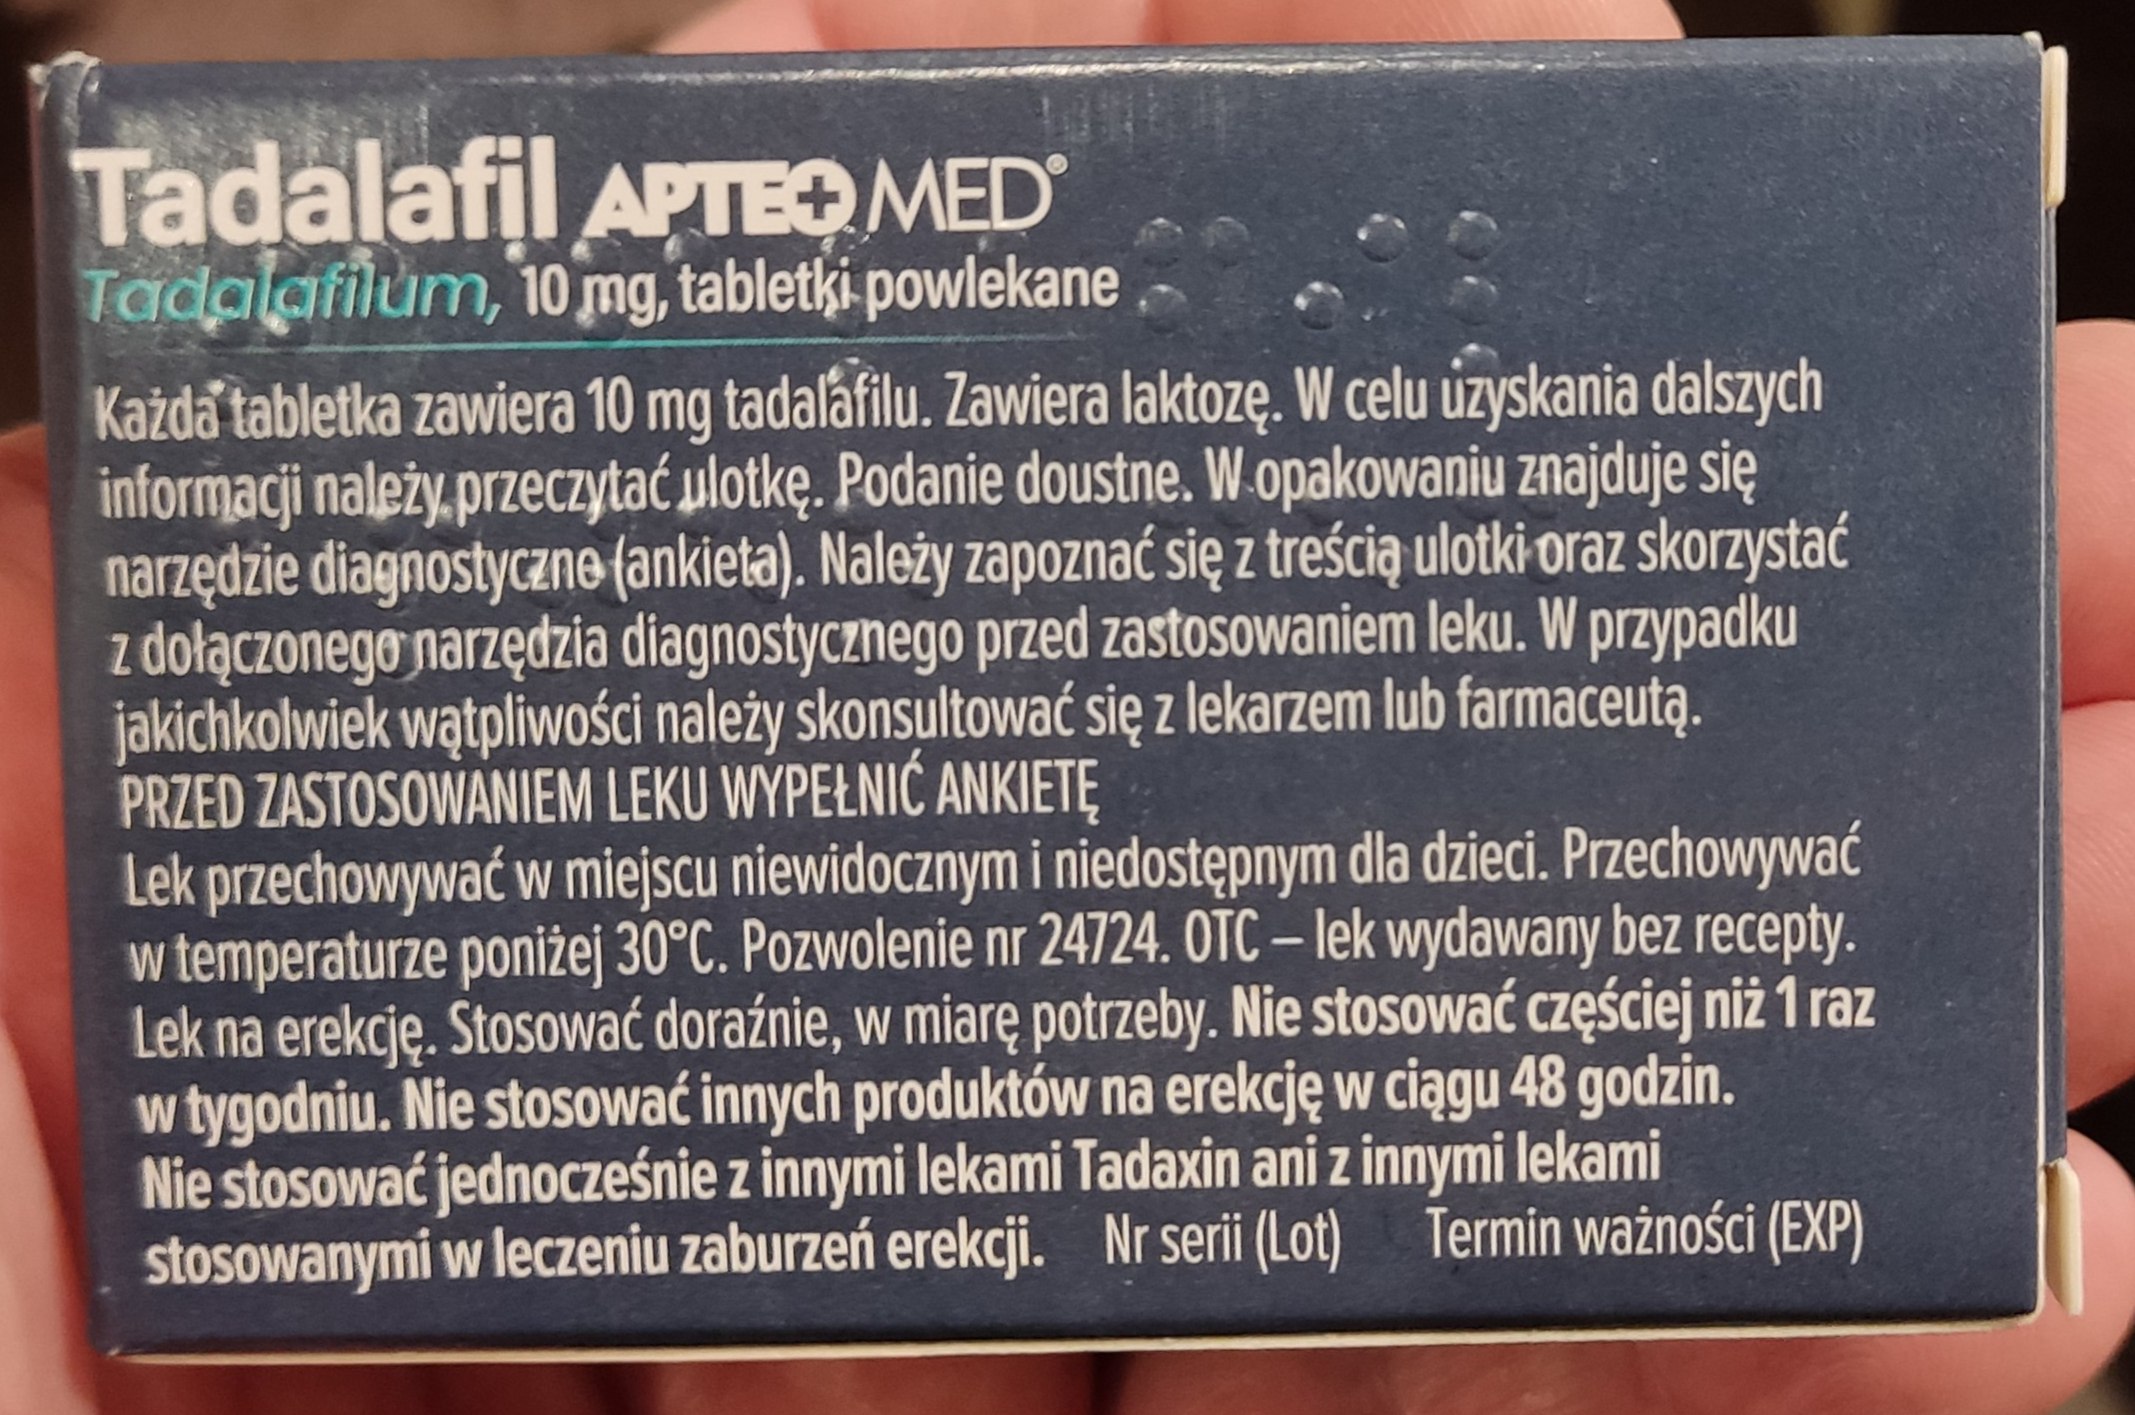 Tadalafil APTEO MED®
Tadalafilum, 10 mg, tabletki powlekane
Każda tabletka zawiera 10 mg tadalafilu. Zawiera laktozę. W celu uzyskania dalszych
informacji należy przeczytać ulotkę. Podanie doustne. W opakowaniu znajduje się
narzędzie diagnostyczne (ankieta). Należy zapoznać się z treścią ulotki oraz skorzystać
z dołączonego narzędzia diagnostycznego przed zastosowaniem leku. W przypadku
jakichkolwiek wątpliwości należy skonsultować się z lekarzem lub farmaceutą.
PRZED ZASTOSOWANIEM LEKU WYPEŁNIĆ ANKIETĘ
Lek przechowywać w miejscu niewidocznym i niedostępnym dla dzieci. Przechowywać
w temperaturze poniżej 30°C. Pozwolenie nr 24724. OTC – lek wydawany bez recepty.
Lek na erekcję. Stosować doraźnie, w miarę potrzeby. Nie stosować częściej niż 1 raz
w tygodniu. Nie stosować innych produktów na erekcję w ciągu 48 godzin.
Nie stosować jednocześnie z innymi lekami Tadaxin ani z innymi lekami
stosowanymi w leczeniu zaburzeń erekcji. Nr serii (Lot) Termin ważności (EXP)